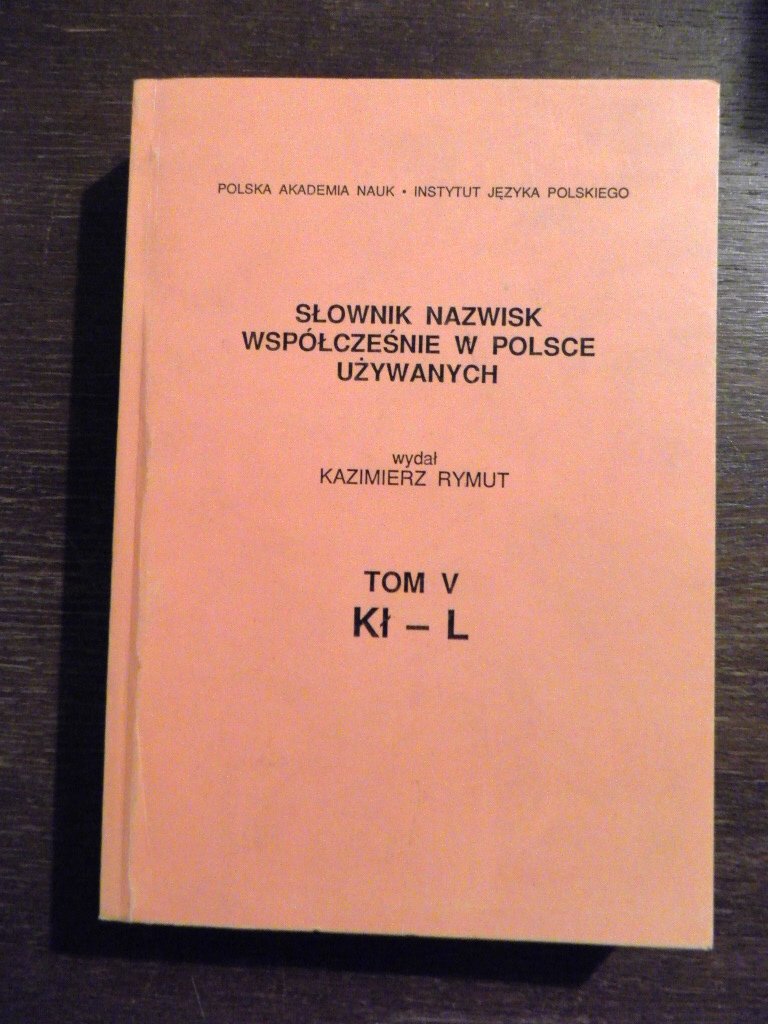 POLSKA AKADEMIA NAUK • INSTYTUT JĘZYKA POLSKIEGO
SŁOWNIK NAZWISK
WSPÓŁCZEŚNIE W POLSCE
UŻYWANYCH
wydał
KAZIMIERZ RYMUT
TOM V
Kł – L